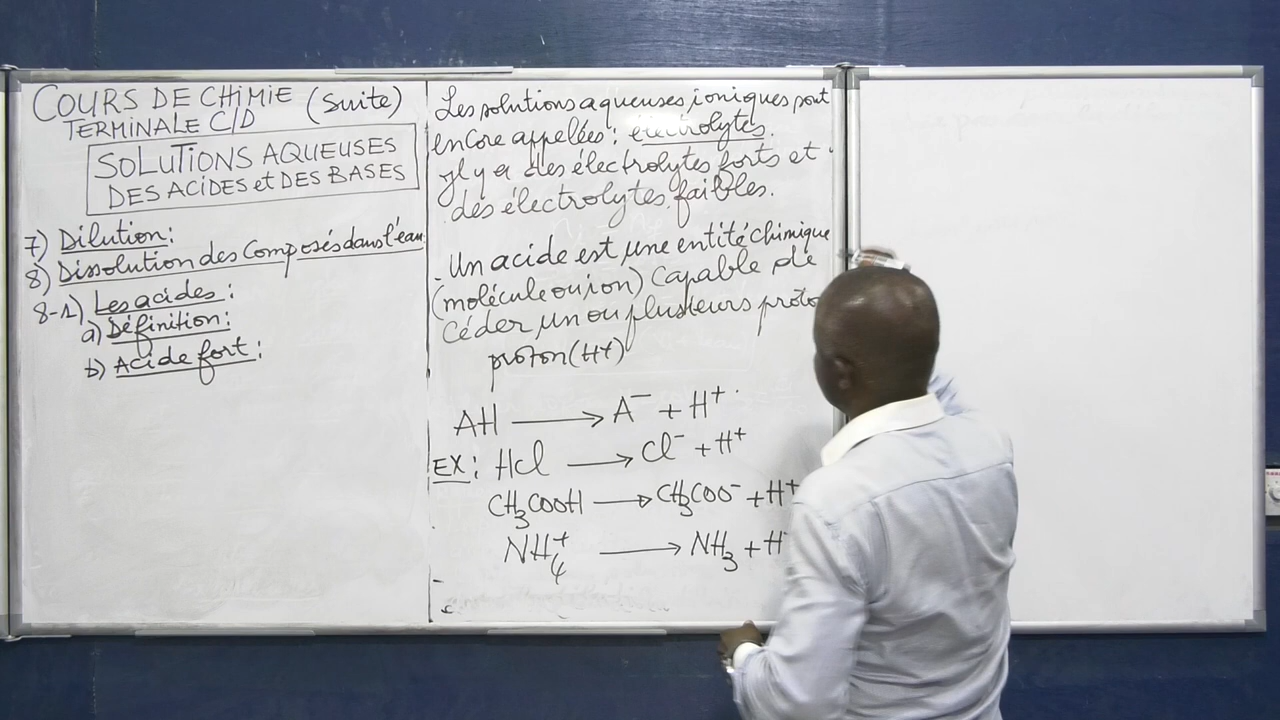 COURS DE CHIMIE (Suite)
TERMINALE C/D
SOLUTIONS AQUEUSES
DES ACIDES et DES BASES
7) Dilution:
8) Dissolution des Composés dans l'eau
8-1) Les acides:
a) Définition:
b) Acide fort:
Les solutions aqueuses ioniques sont
encore appelées: électrolytes.
Il y a des électrolytes forts et
des électrolytes faibles.
- Un acide est une entité chimique
(molécule ou ion) capable de
céder un ou plusieurs proto
proton (H+)
AH → A⁻ + H⁺
EX: HCl → Cl⁻ + H⁺
CH₃COOH → CH₃COO⁻ + H⁺
NH₄⁺ → NH₃ + H